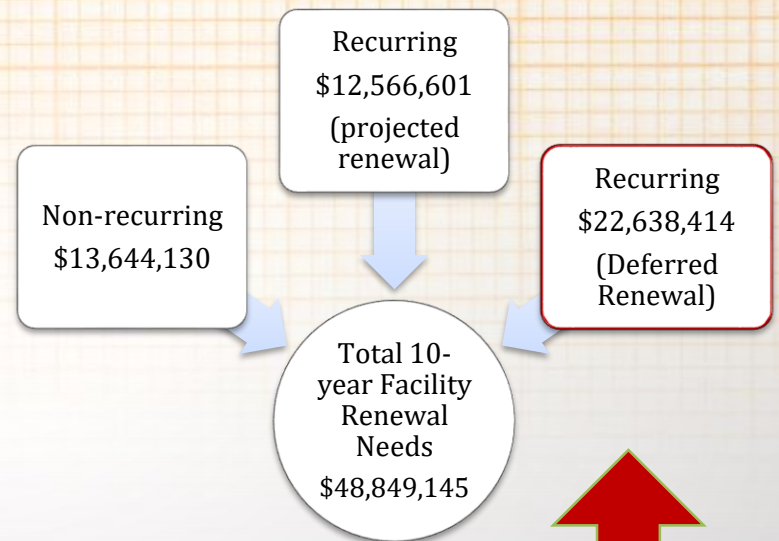 Recurring
$12,566,601
(projected
renewal)
Non-recurring
$13,644,130
Recurring
$22,638,414
(Deferred
Renewal)
Total 10-
year Facility
Renewal
Needs
$48,849,145